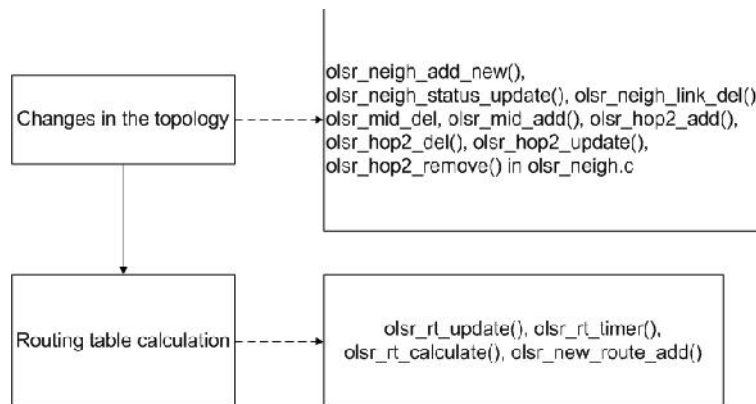 Changes in the topology
olsr_neigh_add_new(),
olsr_neigh_status_update(), olsr_neigh_link_del()
olsr_mid_del, olsr_mid_add(), olsr_hop2_add(),
olsr_hop2_del(), olsr_hop2_update(),
olsr_hop2_remove() in olsr_neigh.c
Routing table calculation
olsr_rt_update(), olsr_rt_timer(),
olsr_rt_calculate(), olsr_new_route_add()